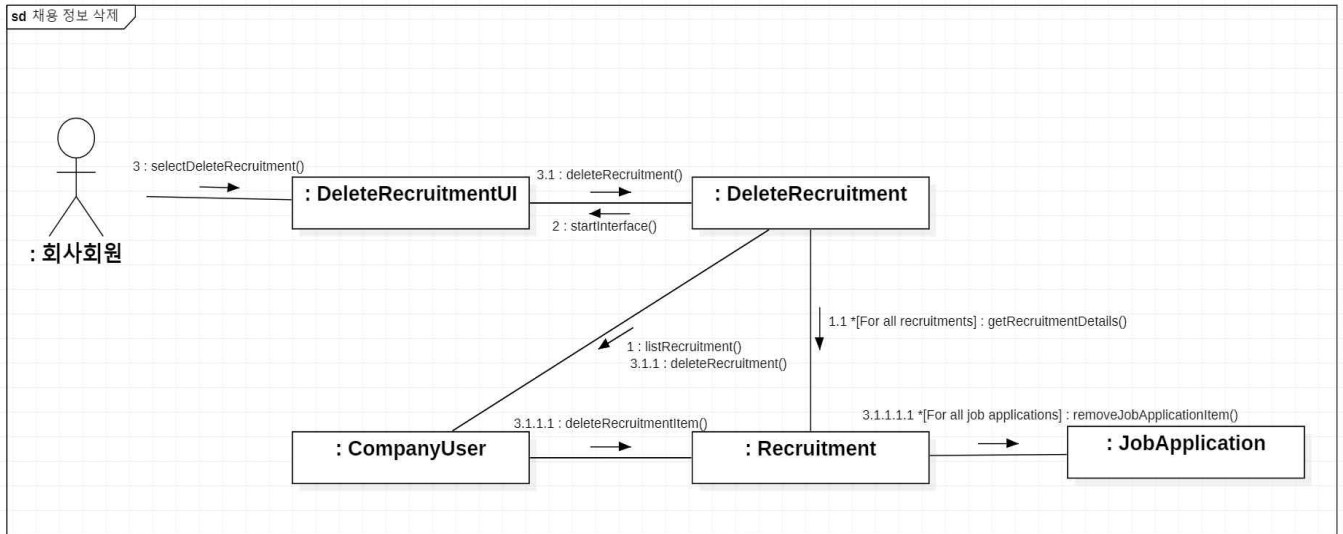 sd 채용 정보 삭제
3 : selectDeleteRecruitment()
3.1 : deleteRecruitment()
: DeleteRecruitmentUI
: DeleteRecruitment
2 : startInterface()
: 회사회원
1.1 *[For all recruitments] : getRecruitmentDetails()
1 : listRecruitment()
3.1.1 : deleteRecruitment()
3.1.1.1 : deleteRecruitmentItem()
3.1.1.1.1 *[For all job applications] : removeJobApplicationItem()
: CompanyUser
: Recruitment
: JobApplication